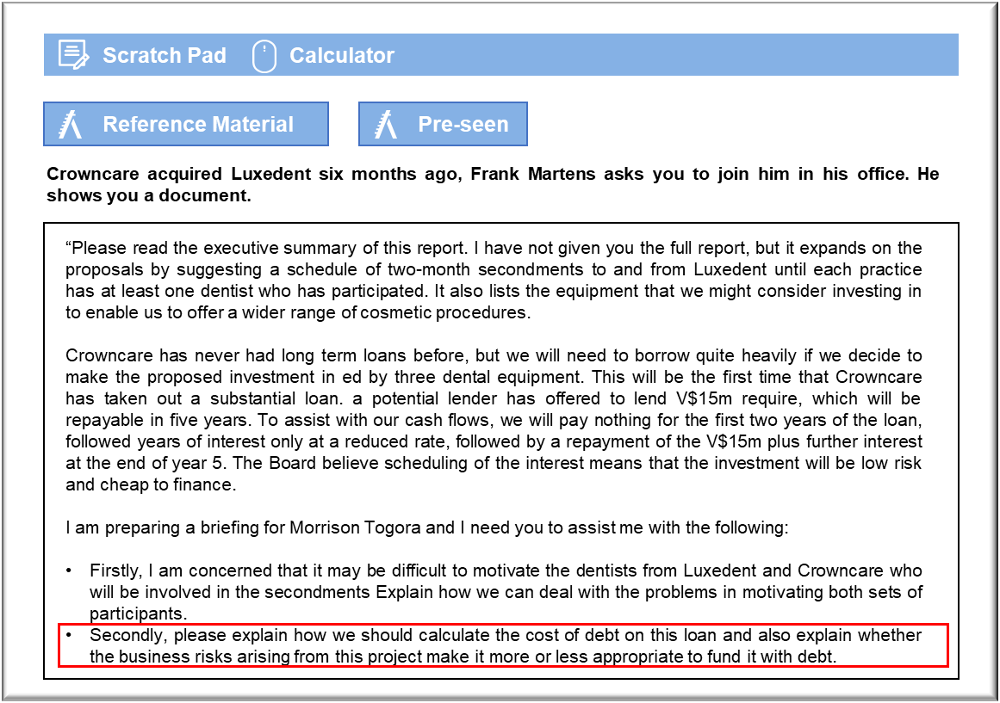 Scratch Pad Calculator
Reference Material Pre-seen
Crowncare acquired Luxedent six months ago, Frank Martens asks you to join him in his office. He
shows you a document.
“Please read the executive summary of this report. I have not given you the full report, but it expands on the
proposals by suggesting a schedule of two-month secondments to and from Luxedent until each practice
has at least one dentist who has participated. It also lists the equipment that we might consider investing in
to enable us to offer a wider range of cosmetic procedures.
Crowncare has never had long term loans before, but we will need to borrow quite heavily if we decide to
make the proposed investment in ed by three dental equipment. This will be the first time that Crowncare
has taken out a substantial loan. a potential lender has offered to lend V$15m require, which will be
repayable in five years. To assist with our cash flows, we will pay nothing for the first two years of the loan,
followed years of interest only at a reduced rate, followed by a repayment of the V$15m plus further interest
at the end of year 5. The Board believe scheduling of the interest means that the investment will be low risk
and cheap to finance.
I am preparing a briefing for Morrison Togora and I need you to assist me with the following:
• Firstly, I am concerned that it may be difficult to motivate the dentists from Luxedent and Crowncare who
will be involved in the secondments Explain how we can deal with the problems in motivating both sets of
participants.
• Secondly, please explain how we should calculate the cost of debt on this loan and also explain whether
the business risks arising from this project make it more or less appropriate to fund it with debt.